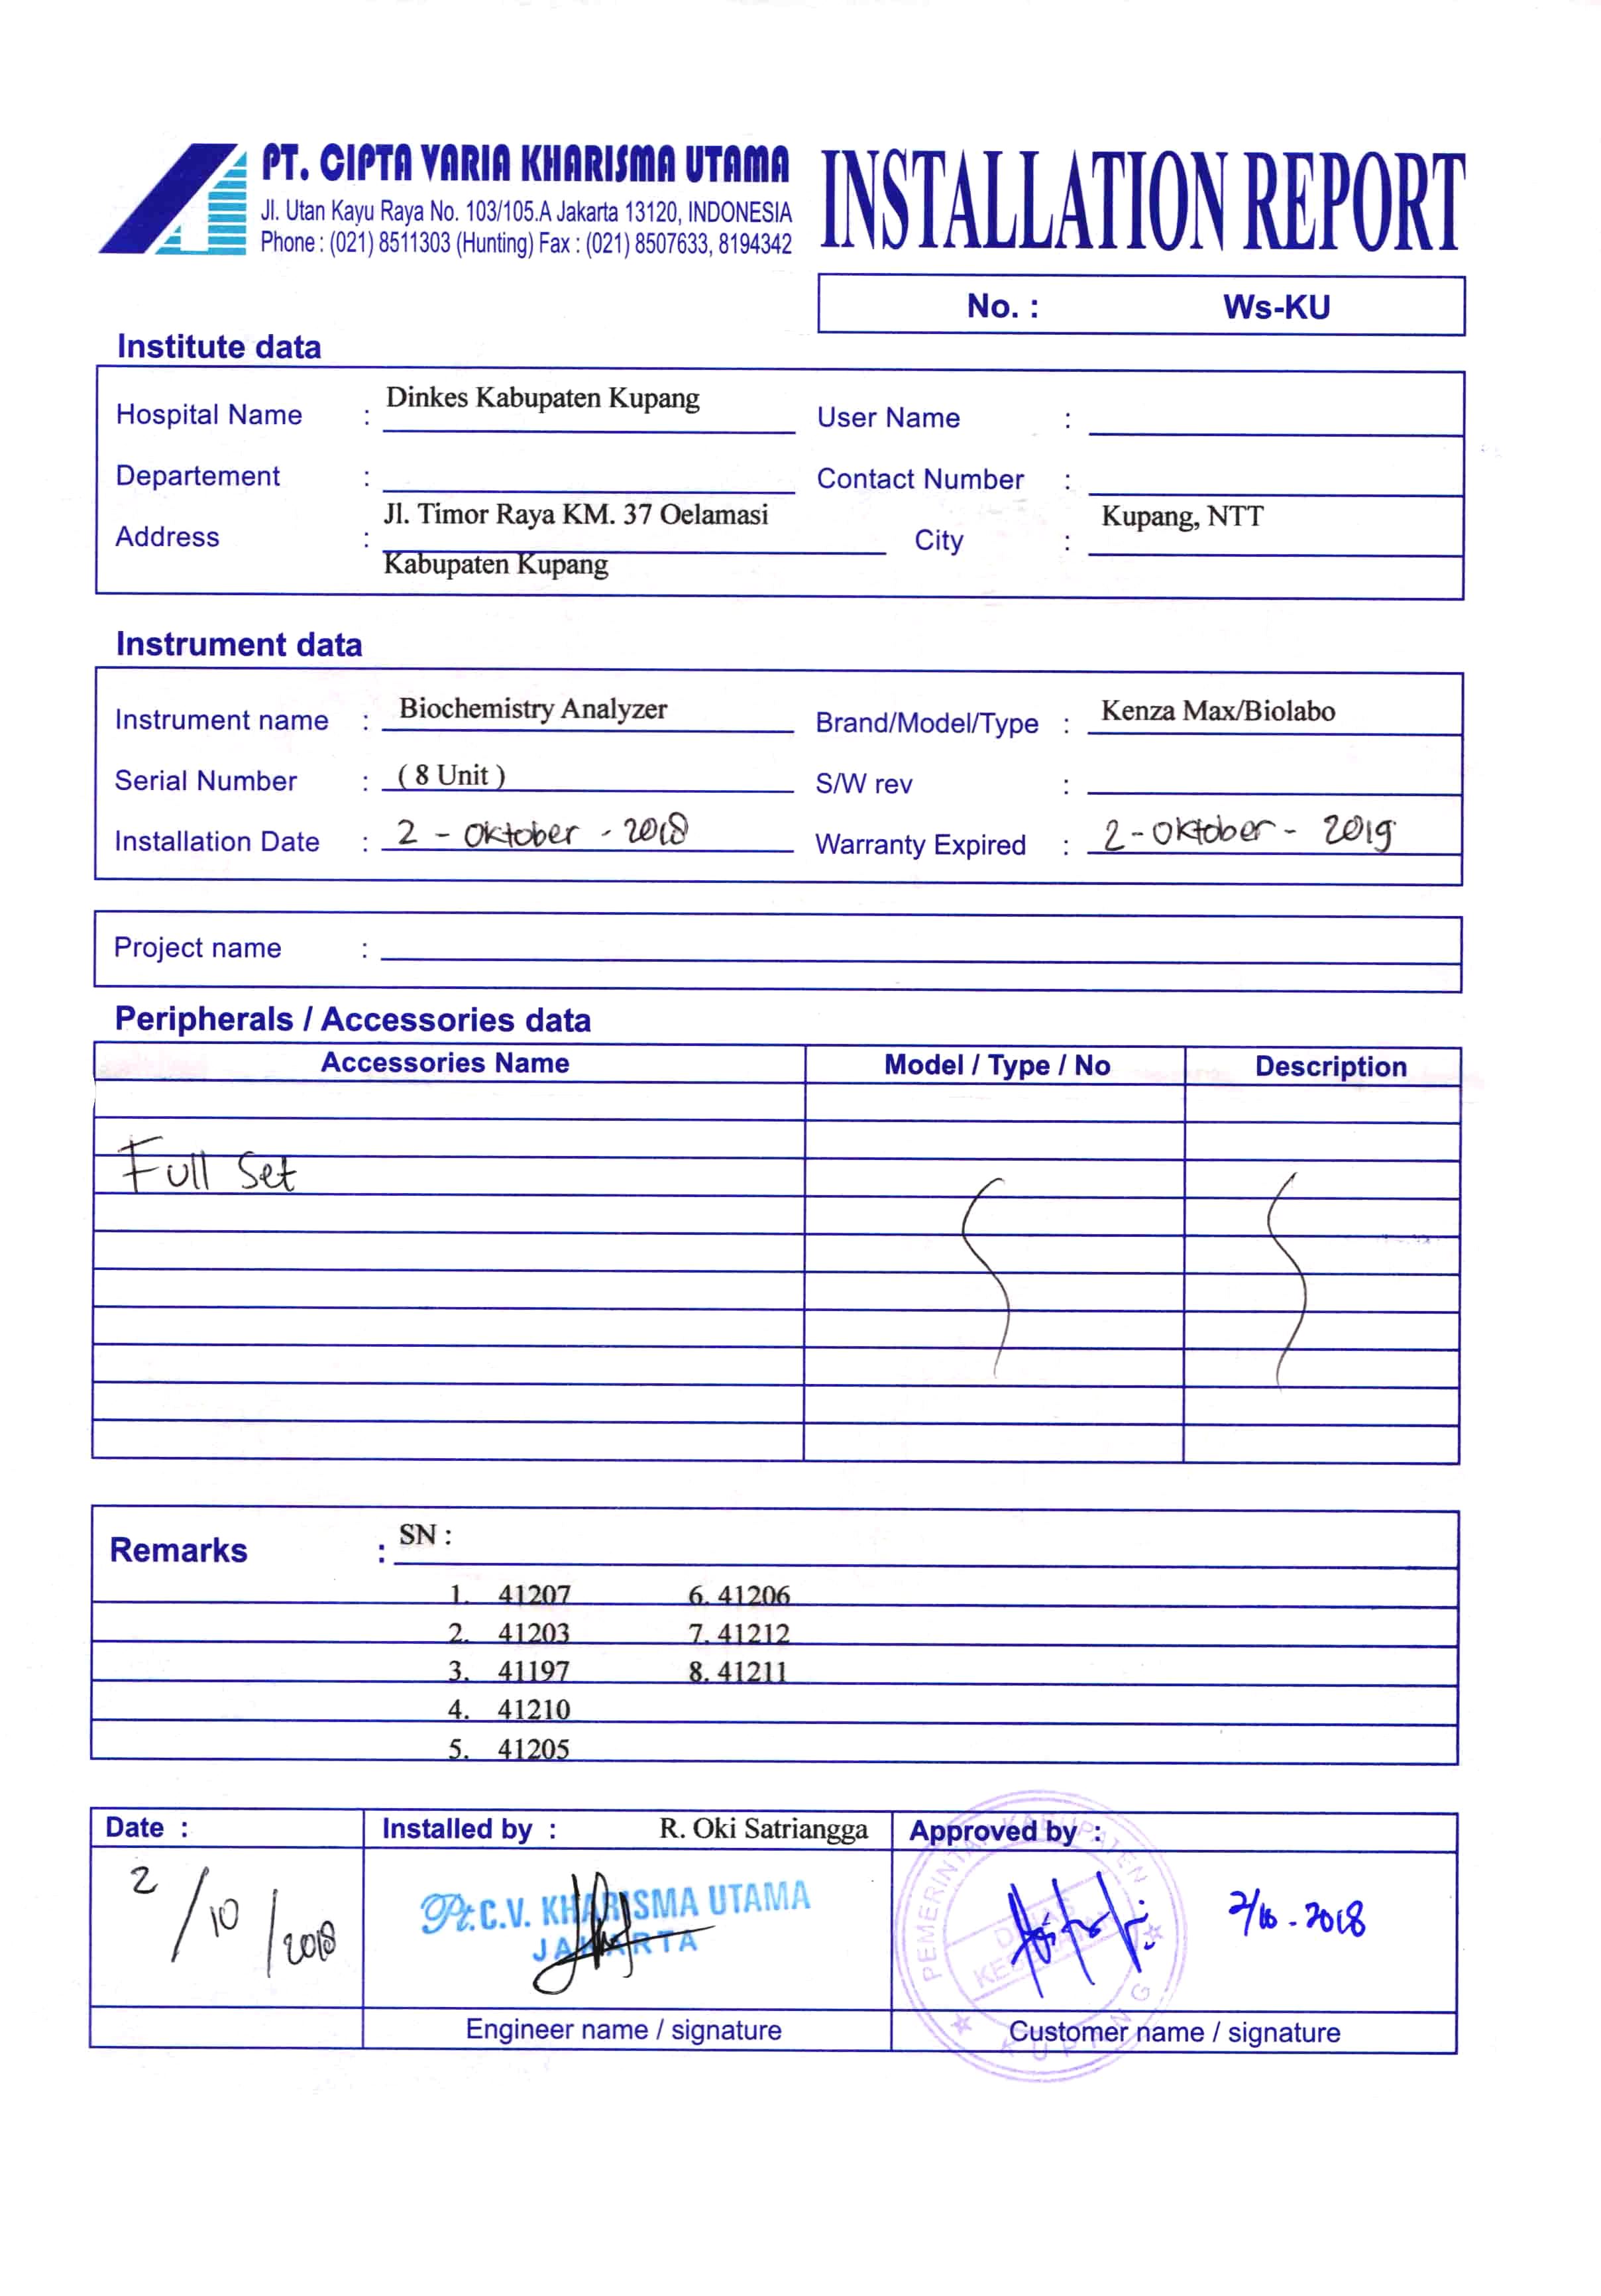 PT. CIPTA VARIA KHARISMA UTAMA
Jl. Utan Kayu Raya No. 103/105.A Jakarta 13120, INDONESIA
Phone : (021) 8511303 (Hunting) Fax : (021) 8507633, 8194342
INSTALLATION REPORT
No. : Ws-KU
Institute data
Hospital Name : Dinkes Kabupaten Kupang User Name :
Departement : Contact Number :
Address : Jl. Timor Raya KM. 37 Oelamasi City : Kupang, NTT
Kabupaten Kupang
Instrument data
Instrument name : Biochemistry Analyzer Brand/Model/Type : Kenza Max/Biolabo
Serial Number : ( 8 Unit ) S/W rev :
Installation Date : 2 - Oktober - 2018 Warranty Expired : 2 - Oktober - 2019
Project name :
Peripherals / Accessories data
Accessories Name Model / Type / No Description
Full Set
Remarks : SN :
1. 41207 6. 41206
2. 41203 7. 41212
3. 41197 8. 41211
4. 41210
5. 41205
Date : Installed by : R. Oki Satriangga Approved by :
2/10/2018
Pt. C.V. KHARISMA UTAMA
JAKARTA
PEMERINTAH KABUPATEN
DINAS
KESEHATAN
KUPANG
2/10 - 2018
Engineer name / signature Customer name / signature